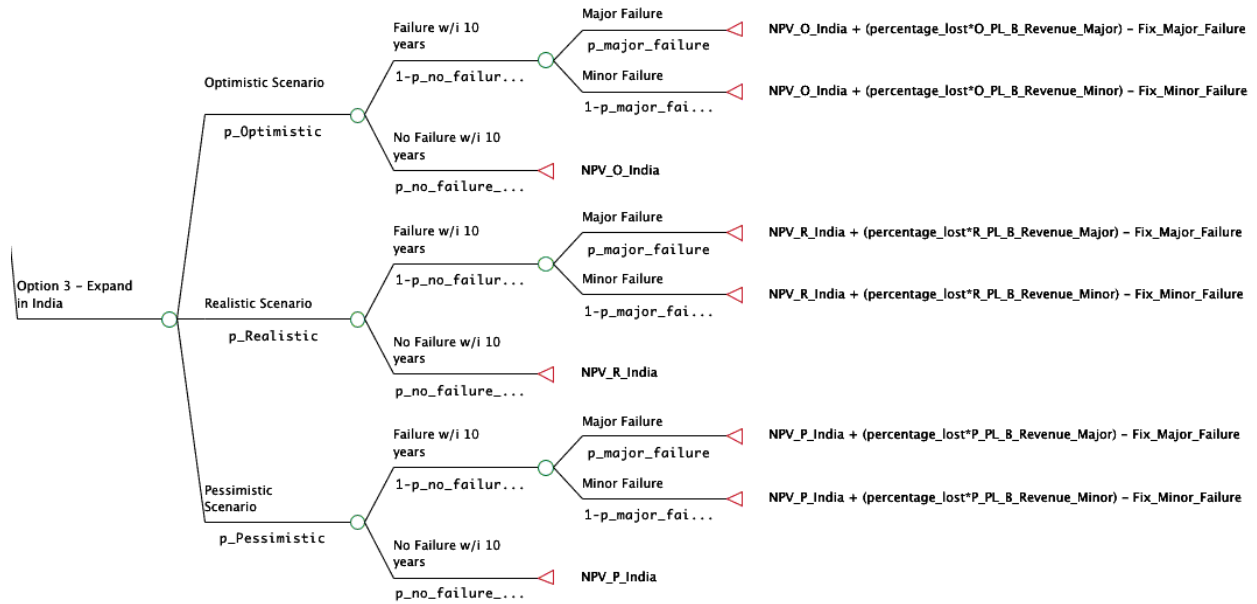 Failure w/i 10
years
1-p_no_failur...
Major Failure
p_major_failure
NPV_O_India + (percentage_lost*O_PL_B_Revenue_Major) - Fix_Major_Failure
Minor Failure
1-p_major_fai...
NPV_O_India + (percentage_lost*O_PL_B_Revenue_Minor) - Fix_Minor_Failure
Optimistic Scenario
p_Optimistic
No Failure w/i 10
years
p_no_failure_...
NPV_O_India
Option 3 - Expand
in India
Failure w/i 10
years
1-p_no_failur...
Major Failure
p_major_failure
NPV_R_India + (percentage_lost*R_PL_B_Revenue_Major) - Fix_Major_Failure
Minor Failure
1-p_major_fai...
NPV_R_India + (percentage_lost*R_PL_B_Revenue_Minor) - Fix_Minor_Failure
Realistic Scenario
p_Realistic
No Failure w/i 10
years
p_no_failure_...
NPV_R_India
Failure w/i 10
years
1-p_no_failur...
Major Failure
p_major_failure
NPV_P_India + (percentage_lost*P_PL_B_Revenue_Major) - Fix_Major_Failure
Minor Failure
1-p_major_fai...
NPV_P_India + (percentage_lost*P_PL_B_Revenue_Minor) - Fix_Minor_Failure
Pessimistic
Scenario
p_Pessimistic
No Failure w/i 10
years
p_no_failure_...
NPV_P_India